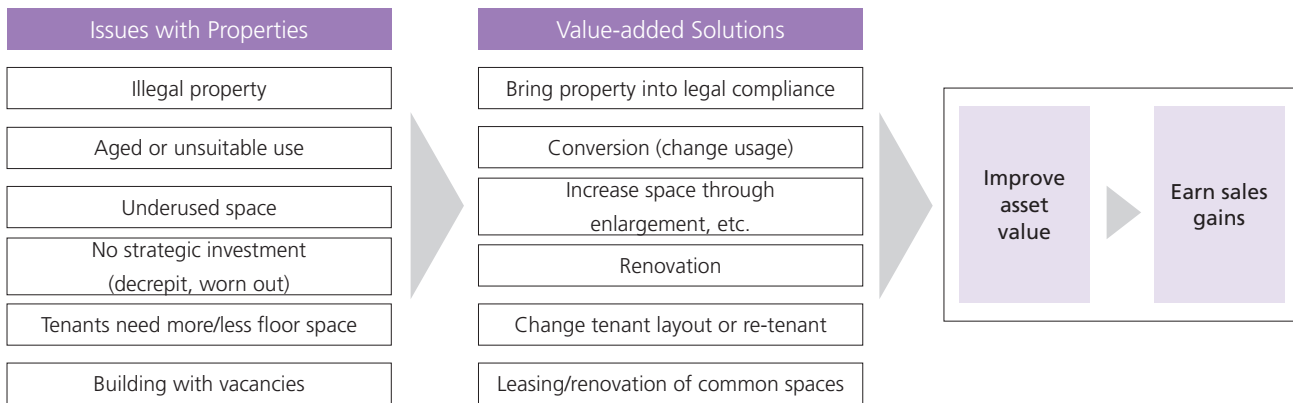 Issues with Properties
Illegal property
Aged or unsuitable use
Underused space
No strategic investment
(decrepit, worn out)
Tenants need more/less floor space
Building with vacancies
Value-added Solutions
Bring property into legal compliance
Conversion (change usage)
Increase space through
enlargement, etc.
Renovation
Change tenant layout or re-tenant
Leasing/renovation of common spaces
Improve
asset
value
Earn sales
gains